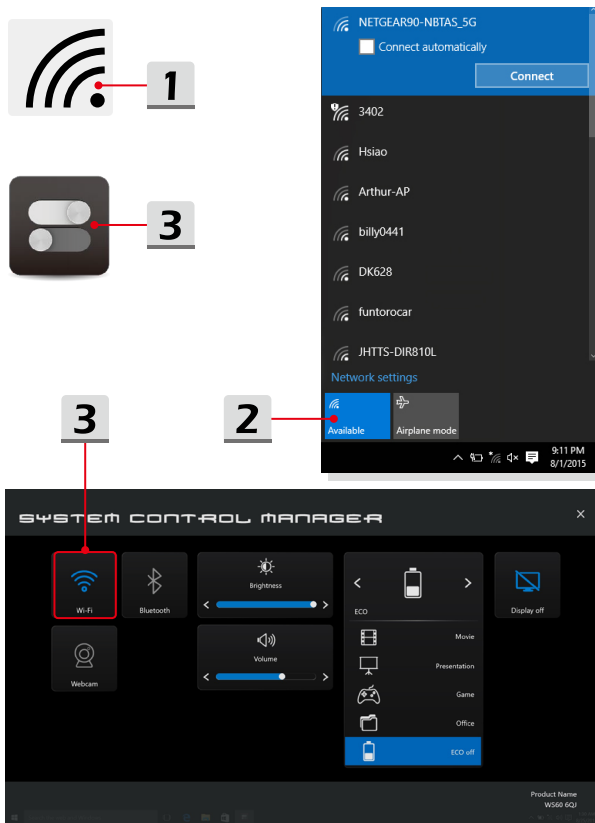 1
3
NETGEAR90-NBTAS_5G
Connect automatically
Connect
3402
Hsiao
Arthur-AP
billy0441
DK628
funtorocar
JHTTS-DIR810L
Network settings
Available
Airplane mode
9:11 PM
8/1/2015
2
3
SYSTEM CONTROL MANAGER
Wi-Fi
Bluetooth
Webcam
Brightness
Volume
ECO
Movie
Presentation
Game
Office
ECO off
Display off
Product Name
WS60 6QJ